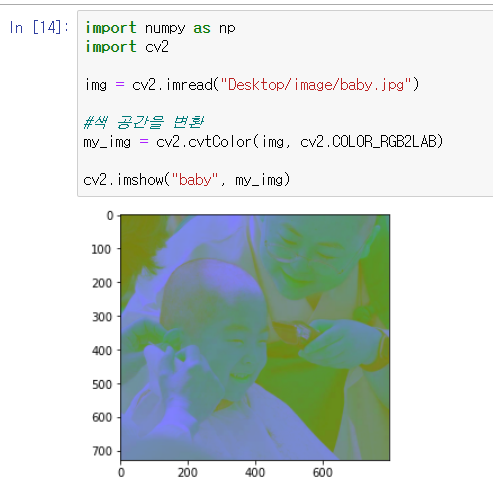 In [14]:
import numpy as np
import cv2
img = cv2.imread("Desktop/image/baby.jpg")
#색 공간을 변환
my_img = cv2.cvtColor(img, cv2.COLOR_RGB2LAB)
cv2.imshow("baby", my_img)
0
100
200
300
400
500
600
700
0 200 400 600